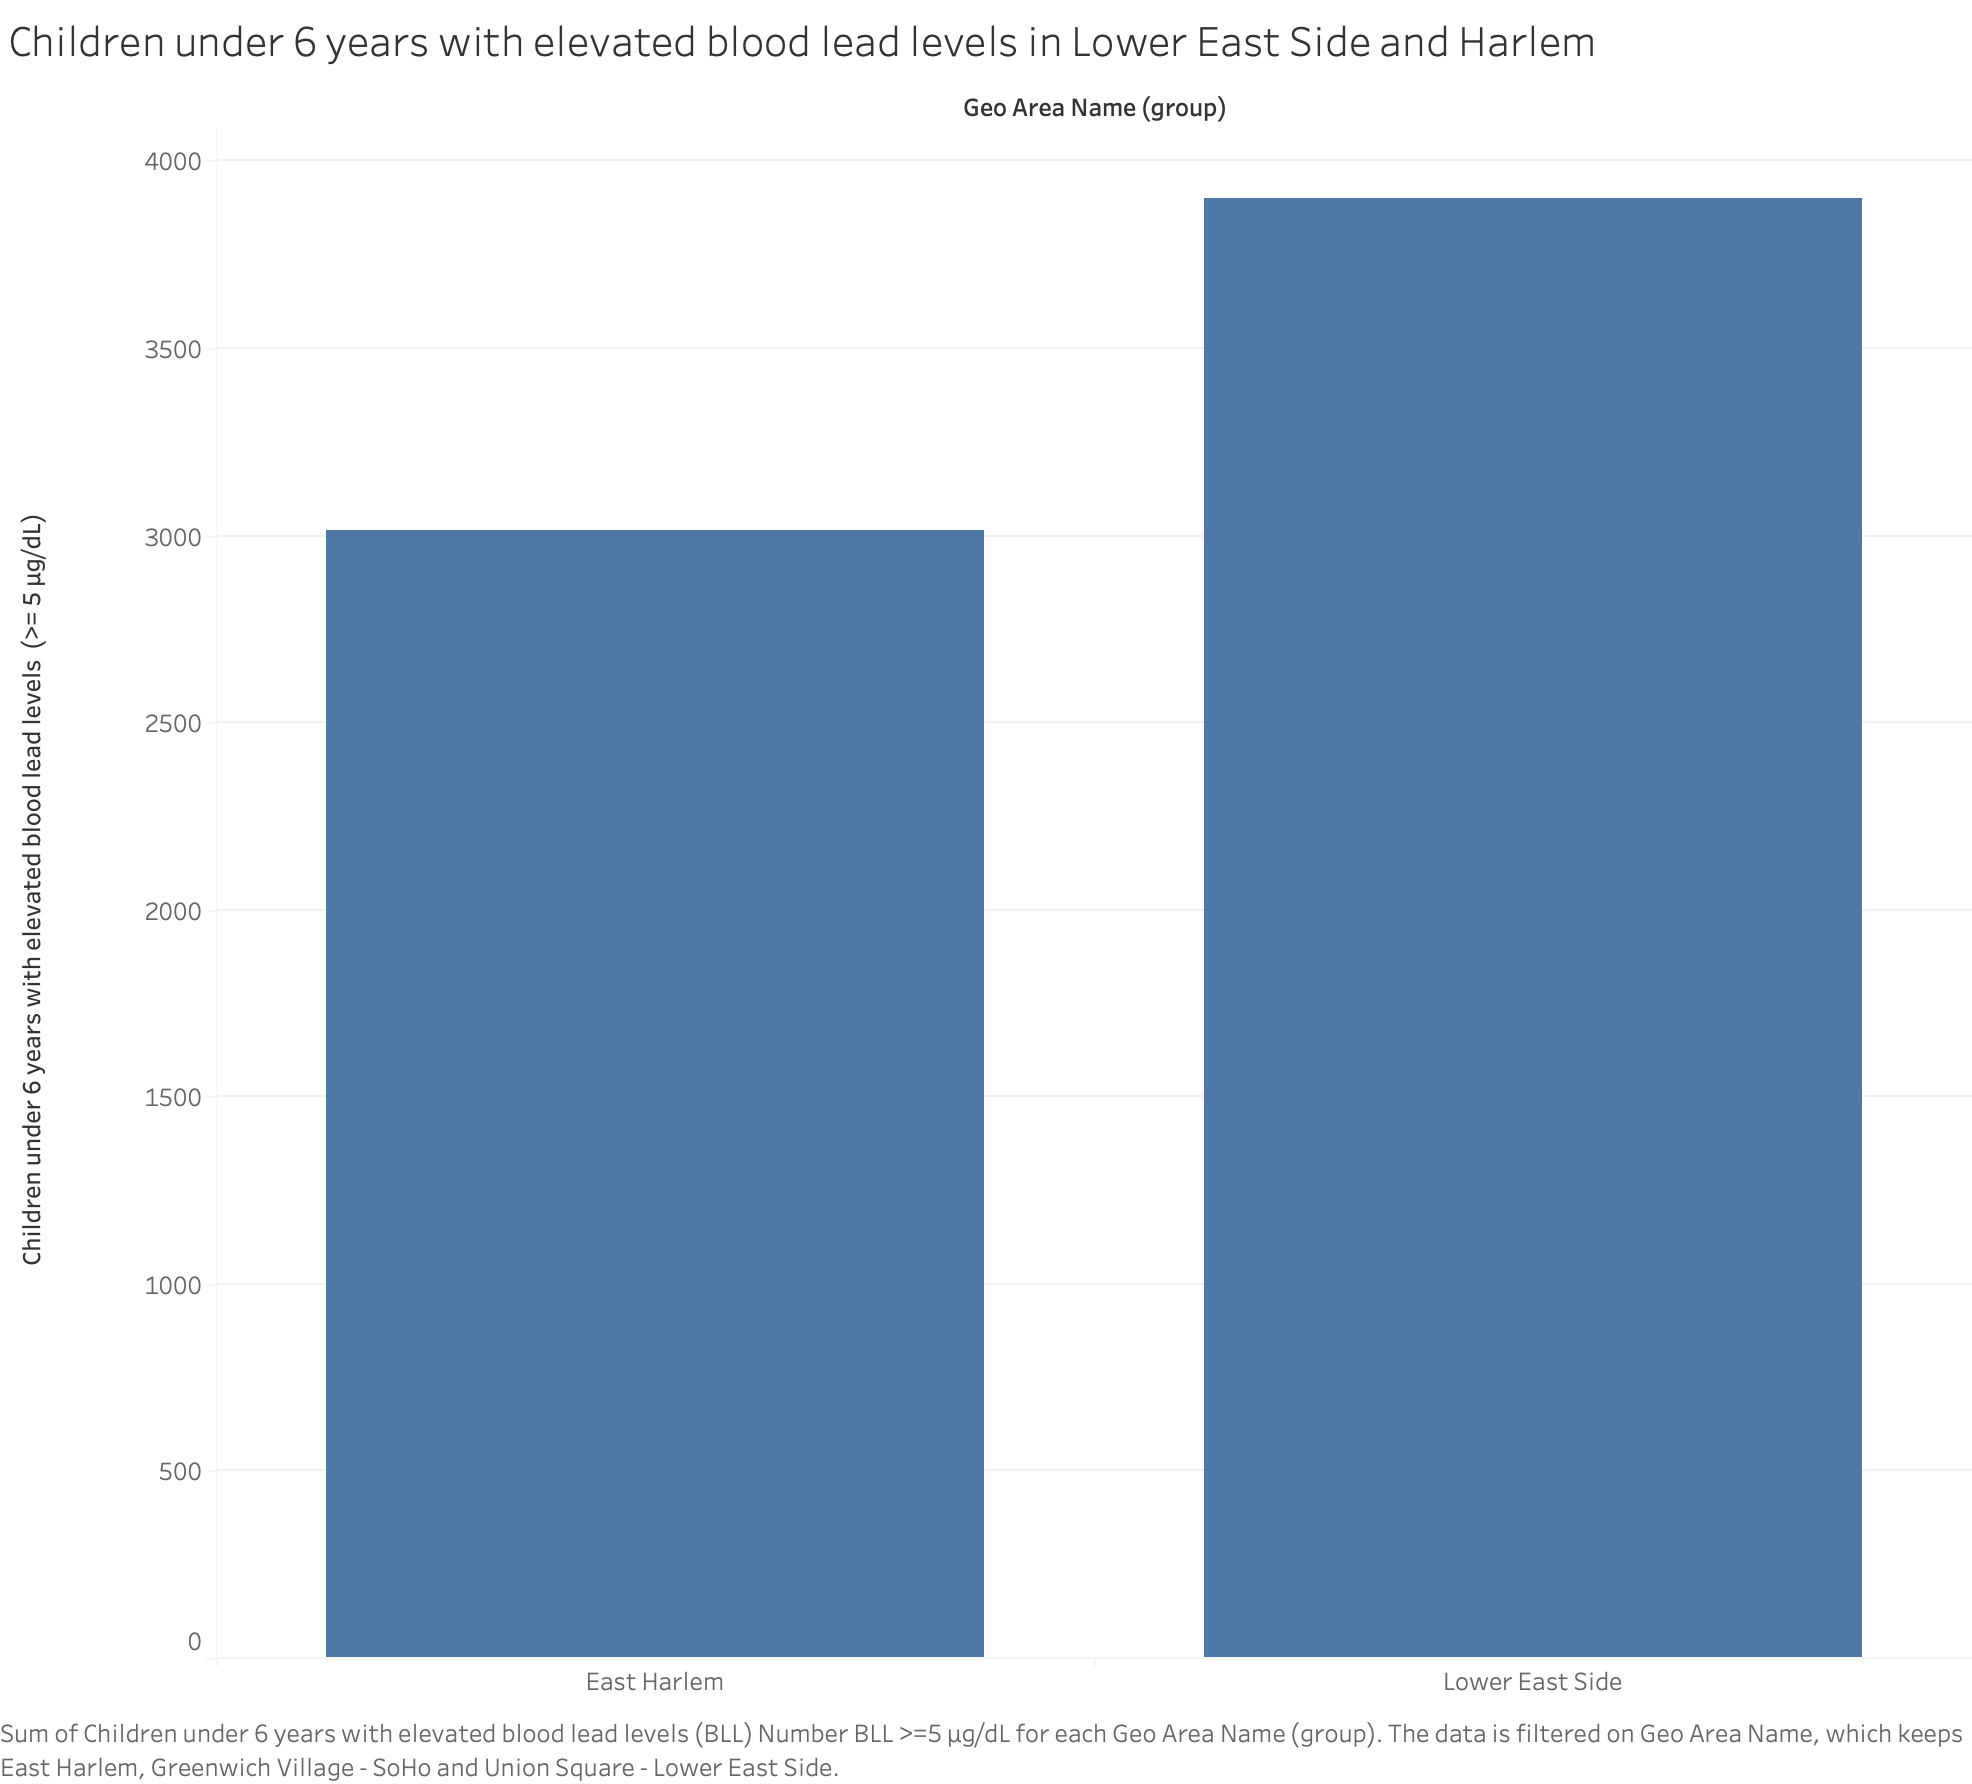 Children under 6 years with elevated blood lead levels in Lower East Side and Harlem
Geo Area Name (group)
4000
3500
3000
2500
2000
1500
1000
500
0
Children under 6 years with elevated blood lead levels (>= 5 µg/dL)
East Harlem
Lower East Side
Sum of Children under 6 years with elevated blood lead levels (BLL) Number BLL >=5 µg/dL for each Geo Area Name (group). The data is filtered on Geo Area Name, which keeps
East Harlem, Greenwich Village - SoHo and Union Square - Lower East Side.